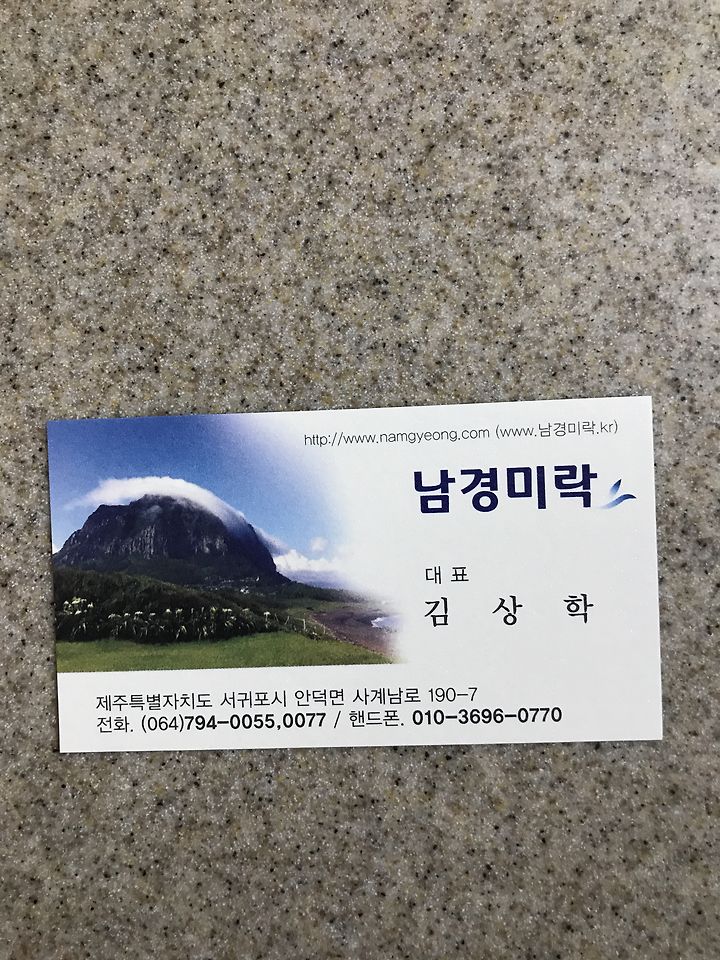 http://www.namgyeong.com (www.남경미락.kr)
남경미락
대표
김 상 학
제주특별자치도 서귀포시 안덕면 사계남로 190-7
전화. (064)794-0055,0077 / 핸드폰. 010-3696-0770